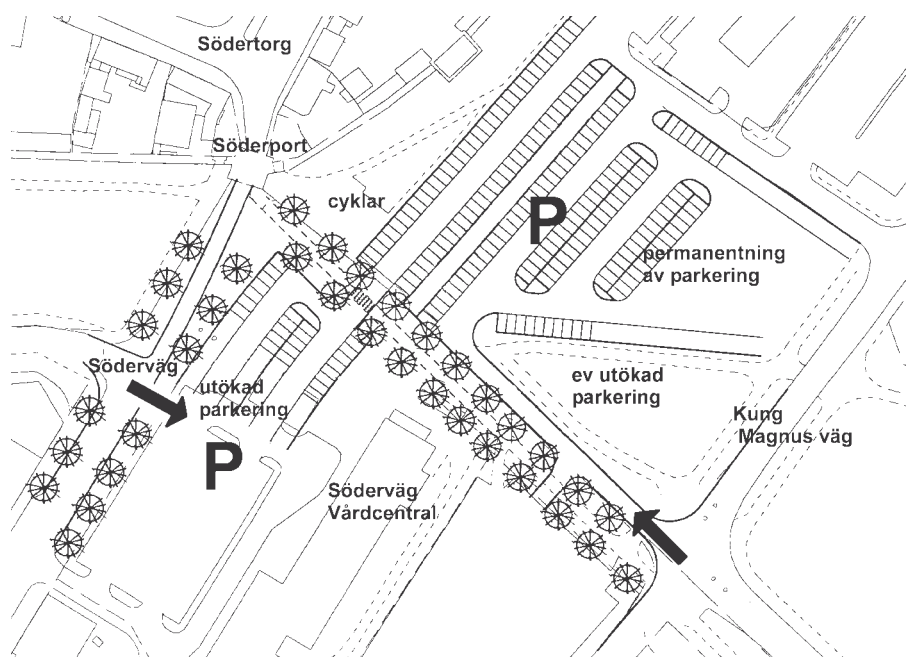 Södertorg
Söderport
cyklar
P
permanentning
av parkering
Söderväg
utökad
parkering
ev utökad
parkering
Kung
Magnus väg
P
Söderväg
Vårdcentral